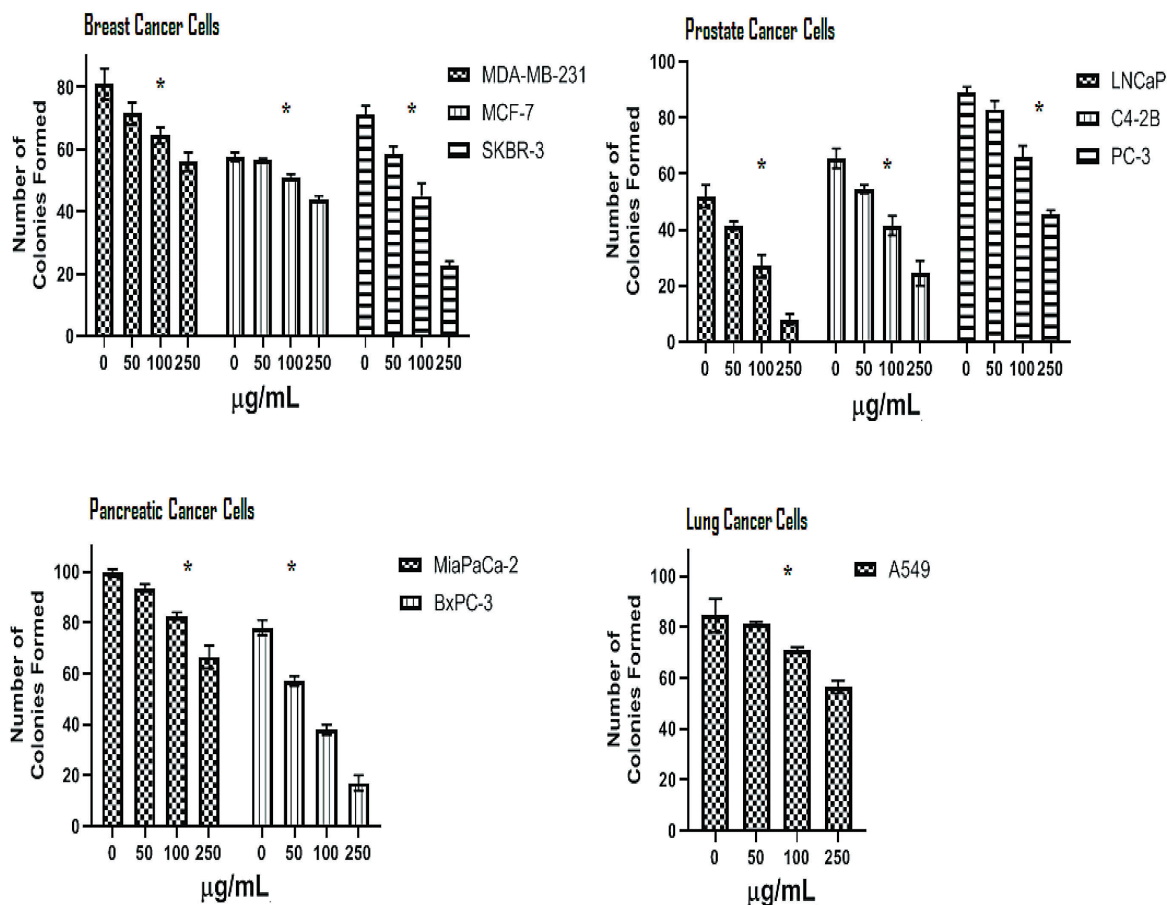 Breast Cancer Cells
Number of
Colonies Formed
80
60
40
20
0
*
*
*
MDA-MB-231
MCF-7
SKBR-3
0 50 100 250 0 50 100 250 0 50 100 250
μg/mL
Prostate Cancer Cells
Number of
Colonies Formed
100
80
60
40
20
0
*
*
*
LNCaP
C4-2B
PC-3
0 50 100 250 0 50 100 250 0 50 100 250
μg/mL
Pancreatic Cancer Cells
Number of
Colonies Formed
100
80
60
40
20
0
*
*
MiaPaCa-2
BxPC-3
0 50 100 250 0 50 100 250
μg/mL
Lung Cancer Cells
Number of
Colonies Formed
100
80
60
40
20
0
*
A549
0 50 100 250
μg/mL